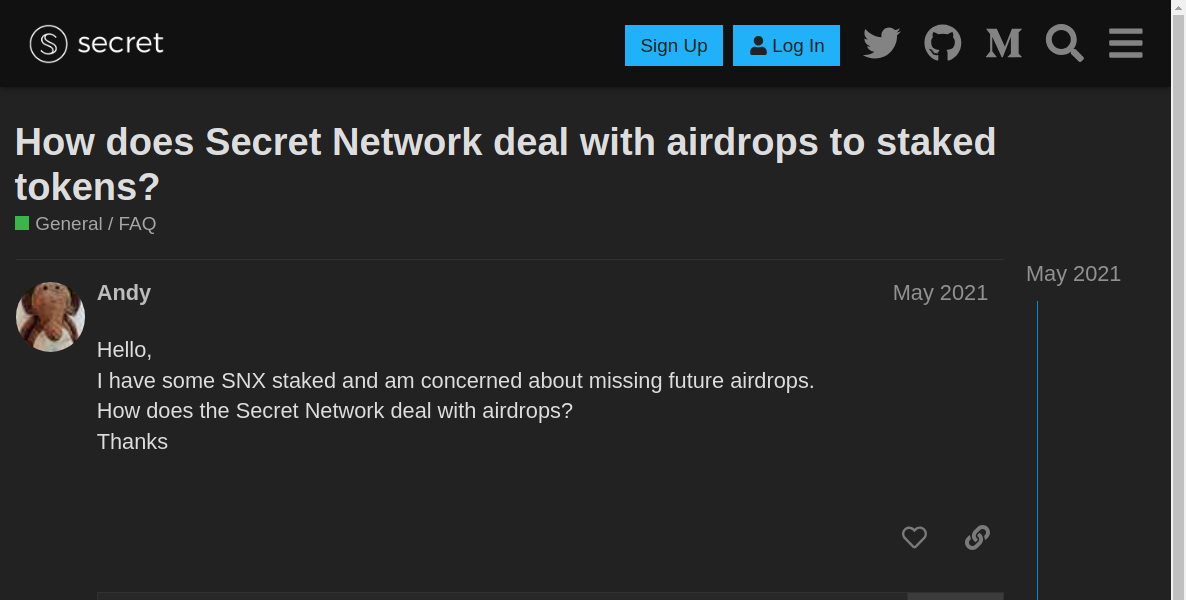 secret
Sign Up
Log In
How does Secret Network deal with airdrops to staked
tokens?
General / FAQ
Andy
May 2021
May 2021
Hello,
I have some SNX staked and am concerned about missing future airdrops.
How does the Secret Network deal with airdrops?
Thanks